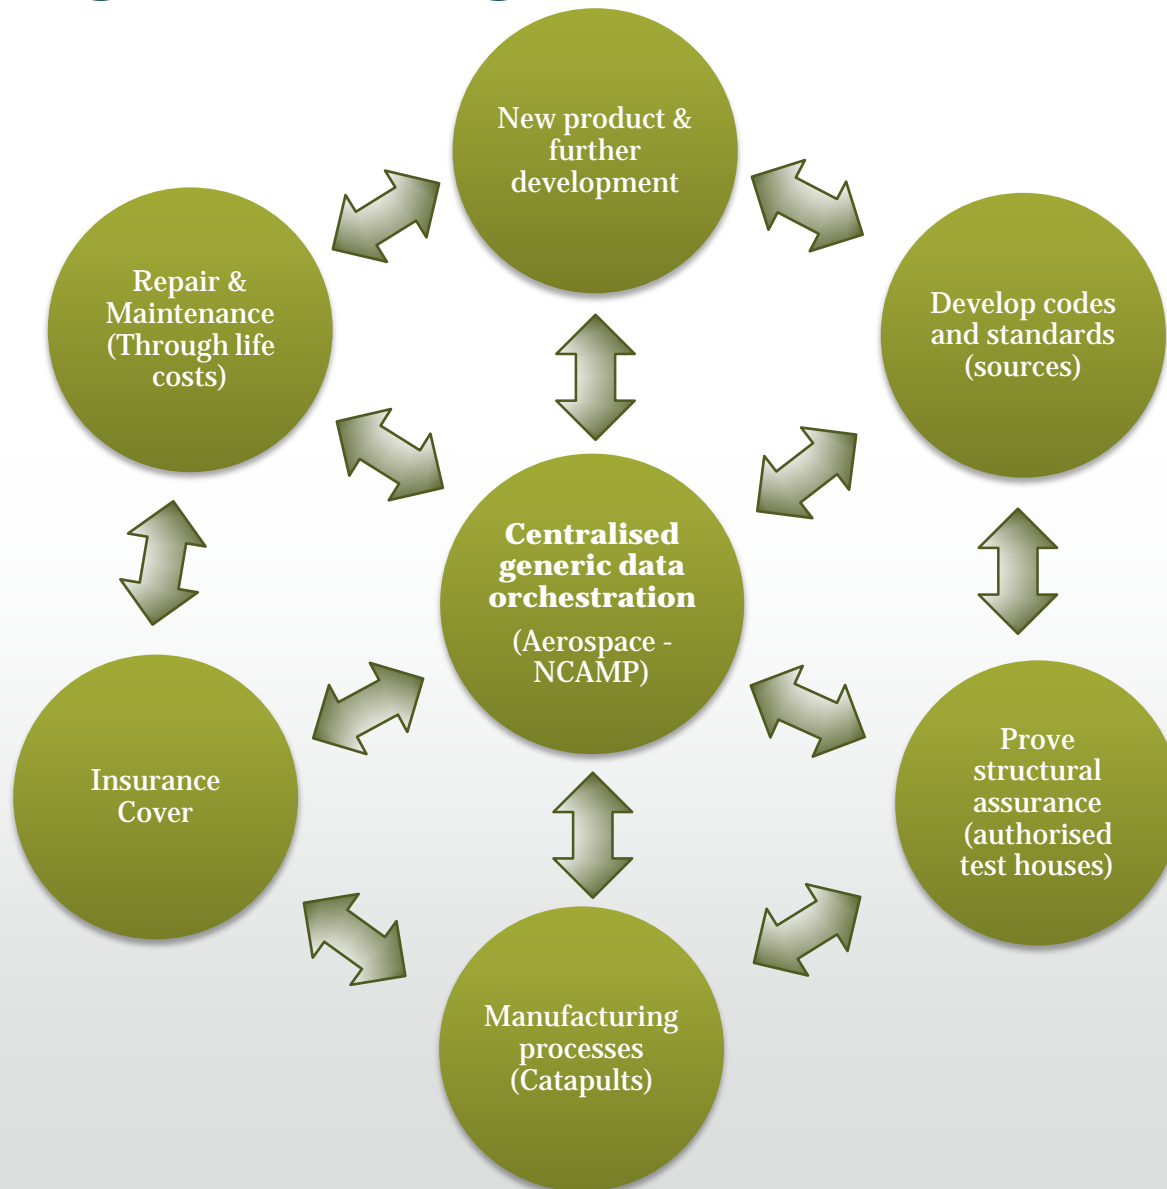 New product &
further
development
Repair &
Maintenance
(Through life
costs)
Develop codes
and standards
(sources)
Centralised
generic data
orchestration
(Aerospace -
NCAMP)
Insurance
Cover
Prove
structural
assurance
(authorised
test houses)
Manufacturing
processes
(Catapults)